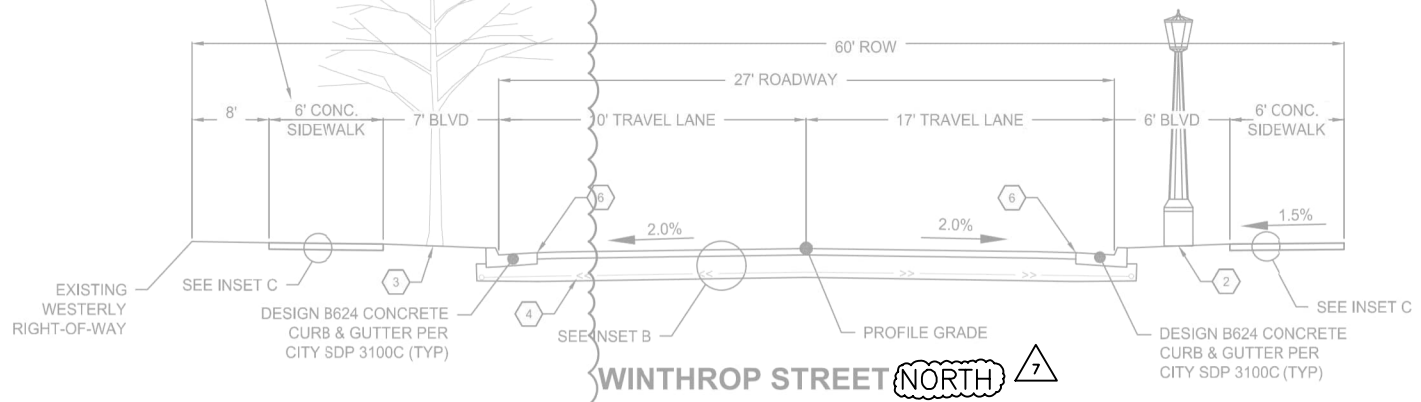 60' ROW
27' ROADWAY
8'
6' CONC.
SIDEWALK
7' BLVD
0' TRAVEL LANE
17' TRAVEL LANE
6' BLVD
6' CONC.
SIDEWALK
6
6
2.0%
2.0%
1.5%
EXISTING
WESTERLY
RIGHT-OF-WAY
SEE INSET C
3
DESIGN B624 CONCRETE
CURB & GUTTER PER
CITY SDP 3100C (TYP)
4
<<
<<
>>
>>
SEE INSET B
PROFILE GRADE
2
SEE INSET C
DESIGN B624 CONCRETE
CURB & GUTTER PER
CITY SDP 3100C (TYP)
WINTHROP STREET NORTH 7